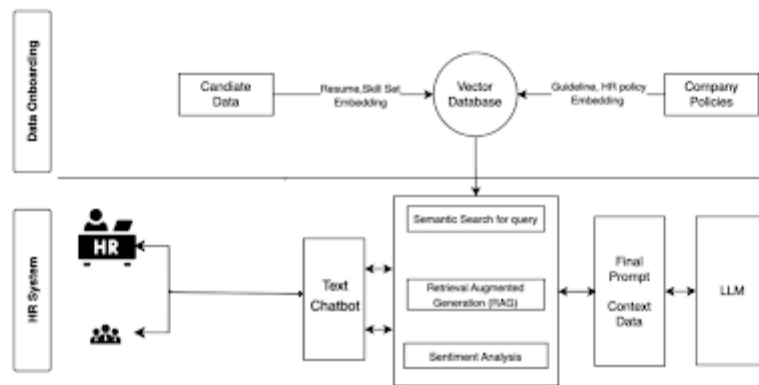 Data Onboarding
Candiate
Data
Resume,Skill Set
Embedding
Vector
Database
Guideline, HR policy
Embedding
Company
Policies
HR System
HR
Text
Chatbot
Semantic Search for query
Retrieval Augmented
Generation (RAG)
Sentiment Analysis
Final
Prompt
Context
Data
LLM